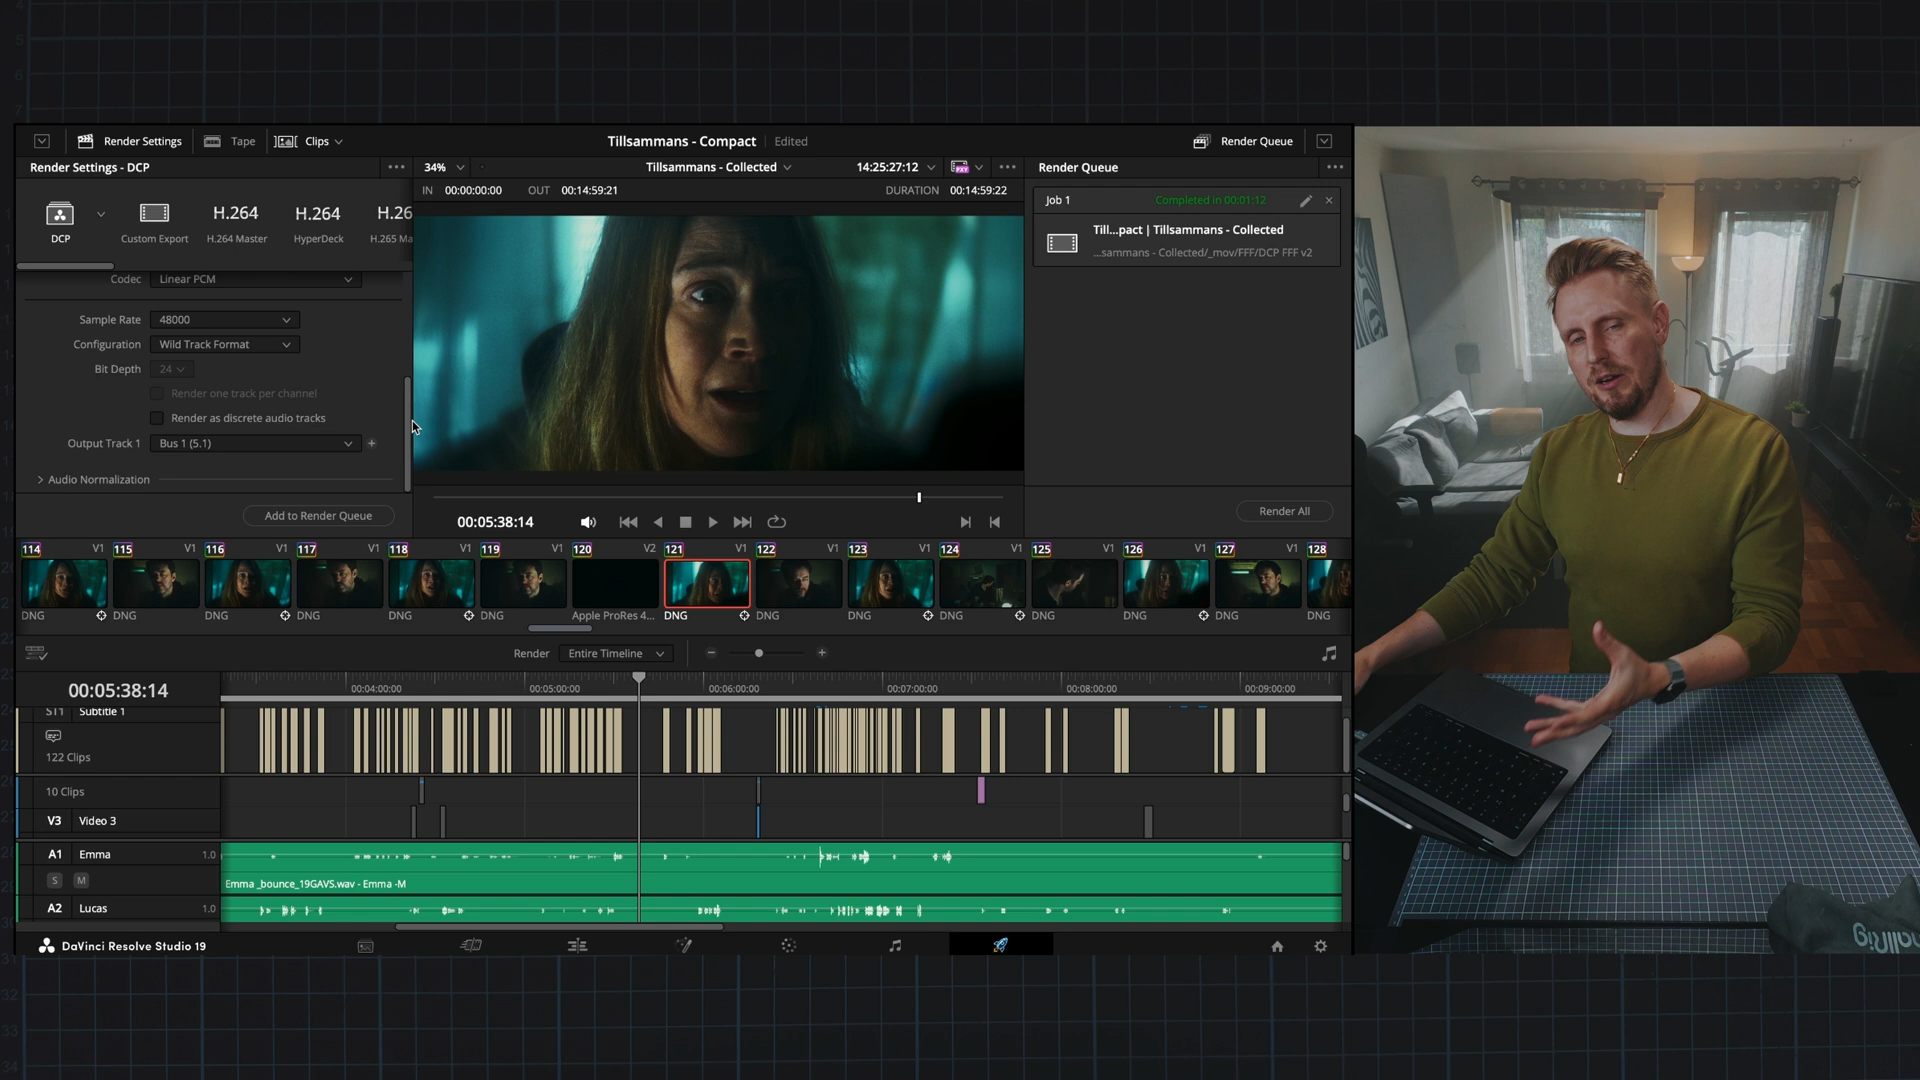 Render Settings
Tape
Clips
Tillsammans - Compact
Edited
Render Queue
Render Settings - DCP
34%
Tillsammans - Collected
14:25:27:12
Render Queue
IN 00:00:00:00 OUT 00:14:59:21
DURATION 00:14:59:22
H.264
H.264
H.26
DCP
Custom Export
H.264 Master
HyperDeck
H.265 Ma
Job 1
Completed in 00:01:12
Till...pact | Tillsammans - Collected
...sammans - Collected/_mov/FFF/DCP FFF v2
Codec
Linear PCM
Sample Rate
48000
Configuration
Wild Track Format
Bit Depth
24
Render one track per channel
Render as discrete audio tracks
Output Track 1
Bus 1 (5.1)
Audio Normalization
Add to Render Queue
00:05:38:14
Render All
114 V1 115 V1 116 V1 117 V1 118 V1 119 V1 120 V2 121 V1 122 V1 123 V1 124 V1 125 V1 126 V1 127 V1 128
DNG DNG DNG DNG DNG DNG Apple ProRes 4... DNG DNG DNG DNG DNG DNG DNG DNG
Render
Entire Timeline
00:05:38:14
00:04:00:00 00:05:00:00 00:06:00:00 00:07:00:00 00:08:00:00 00:09:00:00
ST1 Subtitle 1
122 Clips
10 Clips
V3 Video 3
A1 Emma 1.0
S M
Emma _bounce_19GAVS.wav - Emma -M
A2 Lucas 1.0
DaVinci Resolve Studio 19
32
33
34